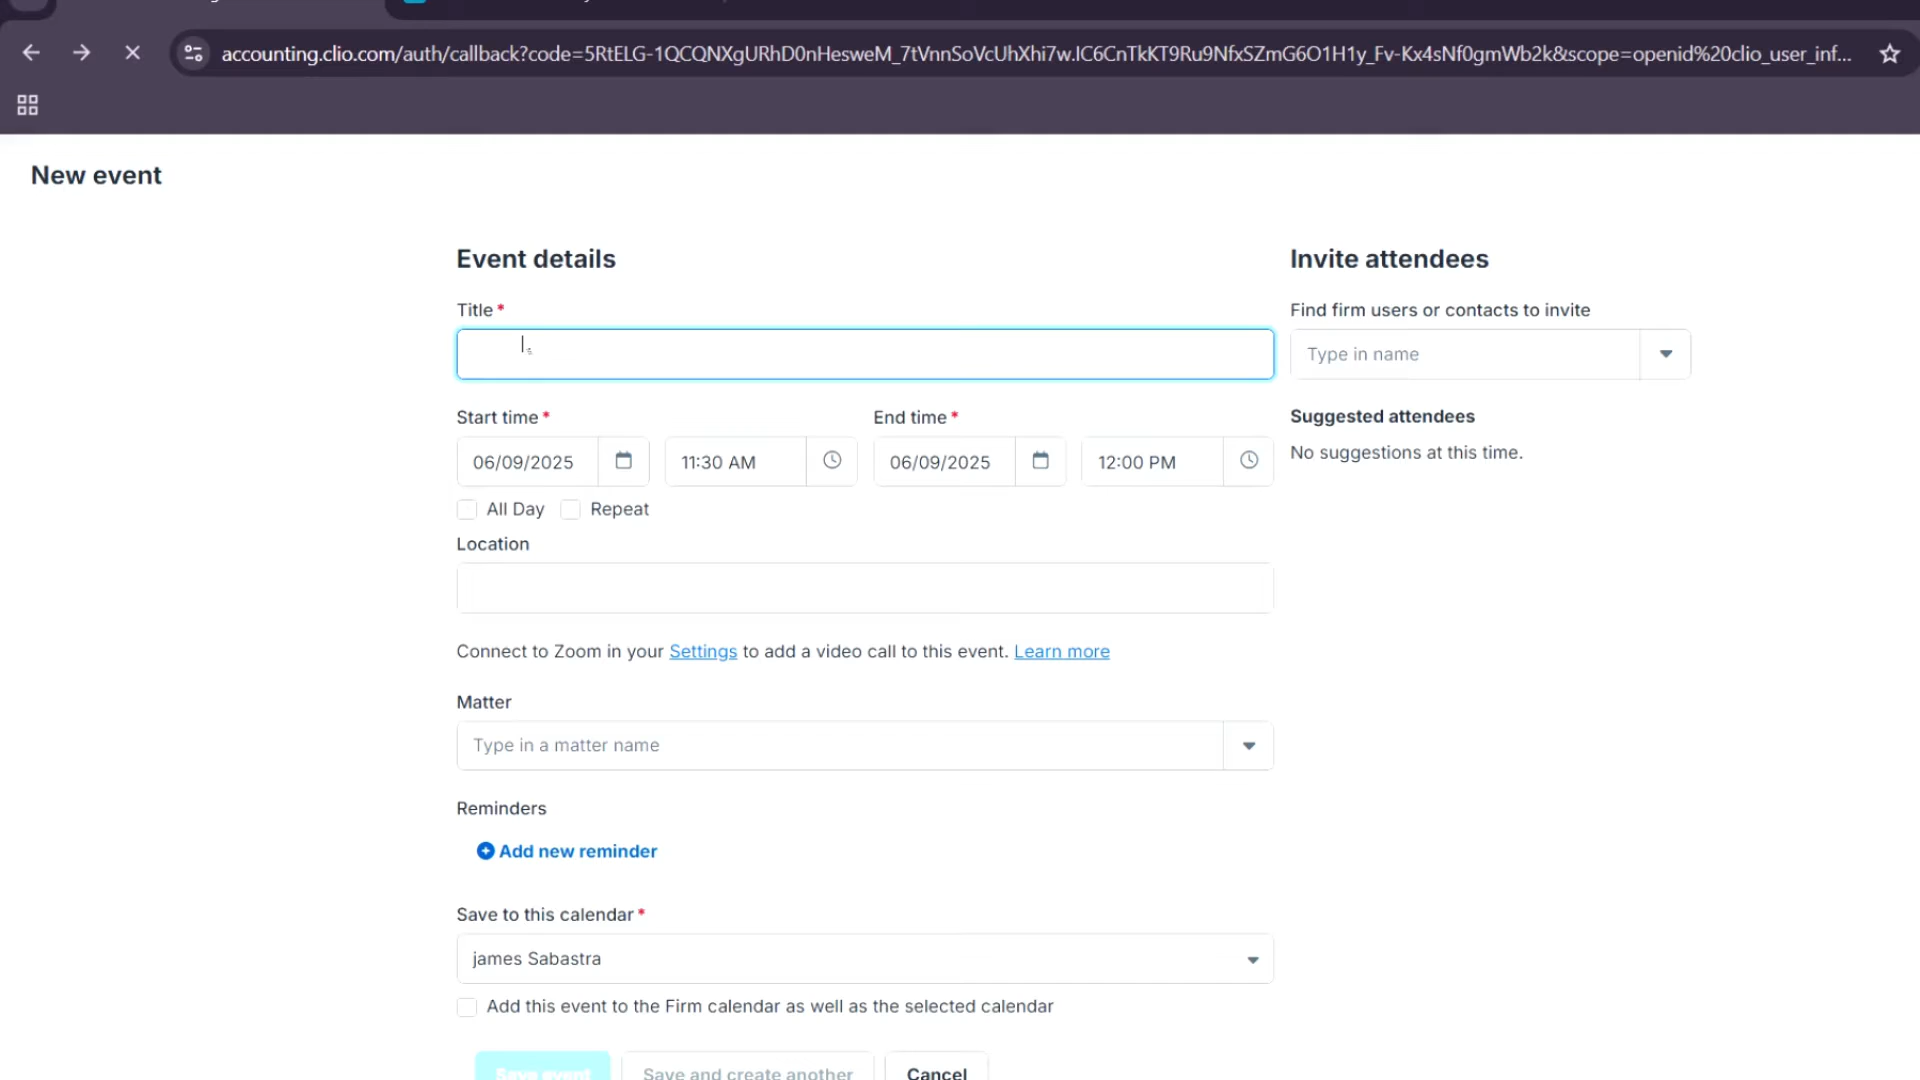 accounting.clio.com/auth/callback?code=5RtELG-1QCQNXgURhD0nHesweM_7tVnnSoVcUhXhi7w.IC6CnTkKT9Ru9NfxSZmG6O1H1y_Fv-Kx4sNf0gmWb2k&scope=openid%20clio_user_inf...
New event
Event details
Invite attendees
Title *
Find firm users or contacts to invite
Type in name
Start time *
End time *
Suggested attendees
06/09/2025
11:30 AM
06/09/2025
12:00 PM
No suggestions at this time.
All Day
Repeat
Location
Connect to Zoom in your Settings to add a video call to this event. Learn more
Matter
Type in a matter name
Reminders
Add new reminder
Save to this calendar *
james Sabastra
Add this event to the Firm calendar as well as the selected calendar
Save event
Save and create another
Cancel